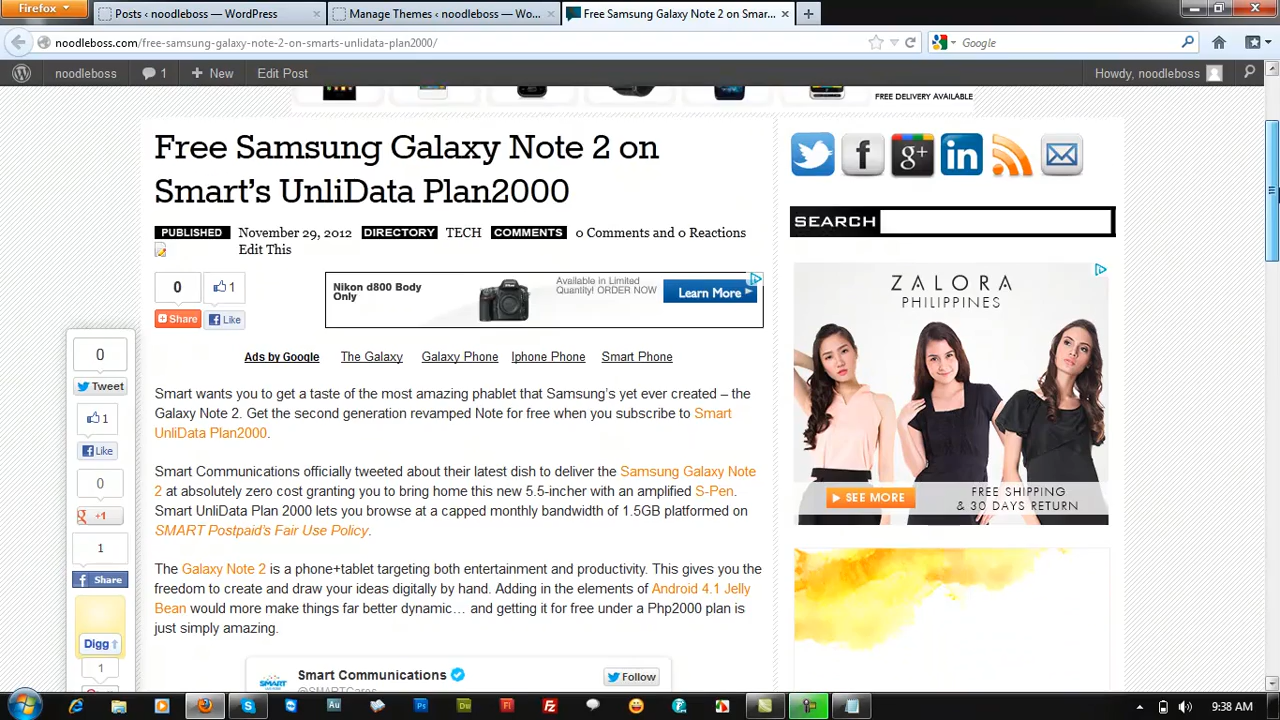 Firefox
Posts ‹ noodleboss — WordPress
Manage Themes ‹ noodleboss — Wo...
Free Samsung Galaxy Note 2 on Smar...
noodleboss.com/free-samsung-galaxy-note-2-on-smarts-unlidata-plan2000/
Google
noodleboss
1
New
Edit Post
Howdy, noodleboss
FREE DELIVERY AVAILABLE
Free Samsung Galaxy Note 2 on
Smart's UnliData Plan2000
PUBLISHED November 29, 2012 DIRECTORY TECH COMMENTS 0 Comments and 0 Reactions
Edit This
0
Share
1
Like
Nikon d800 Body
Only
Available in Limited
Quantity! ORDER NOW
Learn More
Ads by Google The Galaxy Galaxy Phone Iphone Phone Smart Phone
Smart wants you to get a taste of the most amazing phablet that Samsung's yet ever created – the
Galaxy Note 2. Get the second generation revamped Note for free when you subscribe to Smart
UnliData Plan2000.
Smart Communications officially tweeted about their latest dish to deliver the Samsung Galaxy Note
2 at absolutely zero cost granting you to bring home this new 5.5-incher with an amplified S-Pen.
Smart UnliData Plan 2000 lets you browse at a capped monthly bandwidth of 1.5GB platformed on
SMART Postpaid's Fair Use Policy.
The Galaxy Note 2 is a phone+tablet targeting both entertainment and productivity. This gives you the
freedom to create and draw your ideas digitally by hand. Adding in the elements of Android 4.1 Jelly
Bean would more make things far better dynamic… and getting it for free under a Php2000 plan is
just simply amazing.
Smart Communications
@SMARTCares
Follow
0
Tweet
1
Like
0
+1
1
Share
Digg
1
SEARCH
ZALORA
PHILIPPINES
SEE MORE
FREE SHIPPING
& 30 DAYS RETURN
9:38 AM